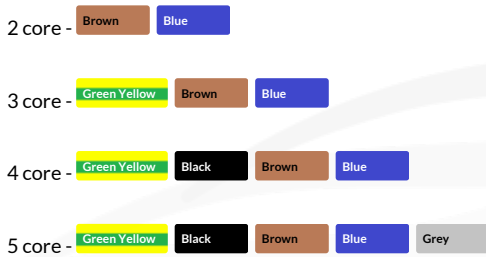 2 core - Brown Blue
3 core - Green Yellow Brown Blue
4 core - Green Yellow Black Brown Blue
5 core - Green Yellow Black Brown Blue Grey